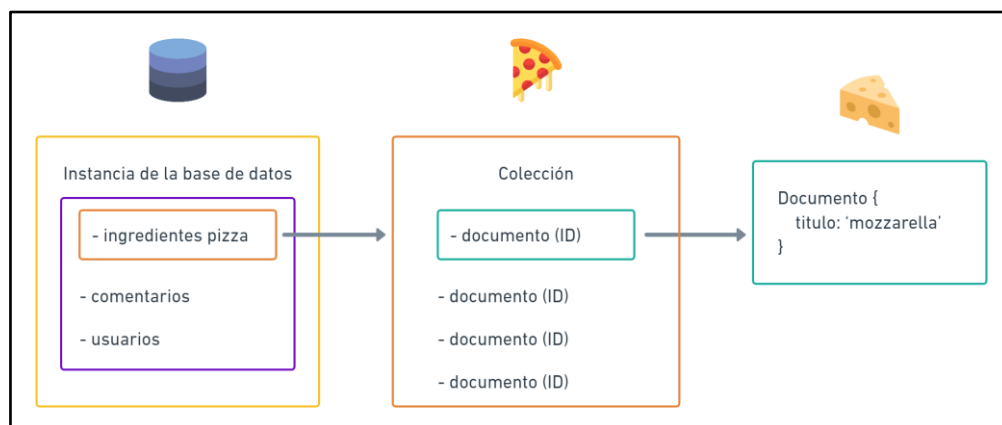 Instancia de la base de datos
- ingredientes pizza
- comentarios
- usuarios
Colección
- documento (ID)
- documento (ID)
- documento (ID)
- documento (ID)
Documento {
titulo: ‘mozzarella’
}